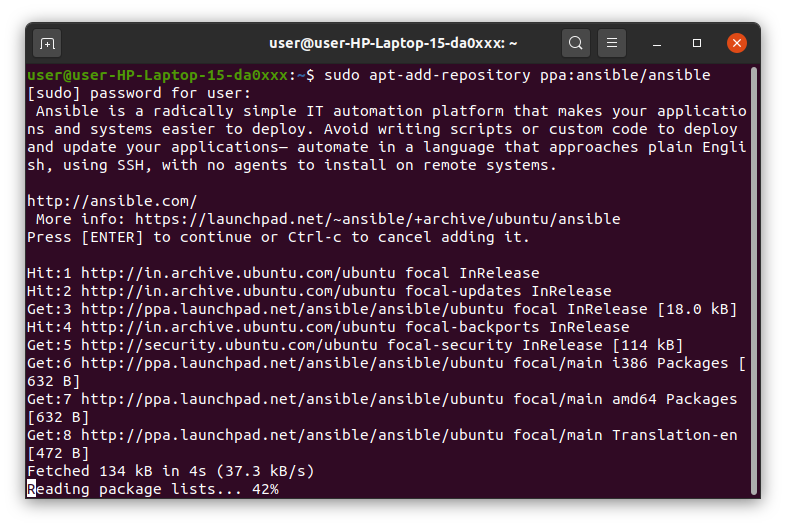 user@user-HP-Laptop-15-da0xxx: ~
user@user-HP-Laptop-15-da0xxx:~$ sudo apt-add-repository ppa:ansible/ansible
[sudo] password for user:
Ansible is a radically simple IT automation platform that makes your applicatio
ns and systems easier to deploy. Avoid writing scripts or custom code to deploy
and update your applications— automate in a language that approaches plain Engli
sh, using SSH, with no agents to install on remote systems.
http://ansible.com/
More info: https://launchpad.net/~ansible/+archive/ubuntu/ansible
Press [ENTER] to continue or Ctrl-c to cancel adding it.
Hit:1 http://in.archive.ubuntu.com/ubuntu focal InRelease
Hit:2 http://in.archive.ubuntu.com/ubuntu focal-updates InRelease
Get:3 http://ppa.launchpad.net/ansible/ansible/ubuntu focal InRelease [18.0 kB]
Hit:4 http://in.archive.ubuntu.com/ubuntu focal-backports InRelease
Get:5 http://security.ubuntu.com/ubuntu focal-security InRelease [114 kB]
Get:6 http://ppa.launchpad.net/ansible/ansible/ubuntu focal/main i386 Packages [
632 B]
Get:7 http://ppa.launchpad.net/ansible/ansible/ubuntu focal/main amd64 Packages
[632 B]
Get:8 http://ppa.launchpad.net/ansible/ansible/ubuntu focal/main Translation-en
[472 B]
Fetched 134 kB in 4s (37.3 kB/s)
Reading package lists... 42%